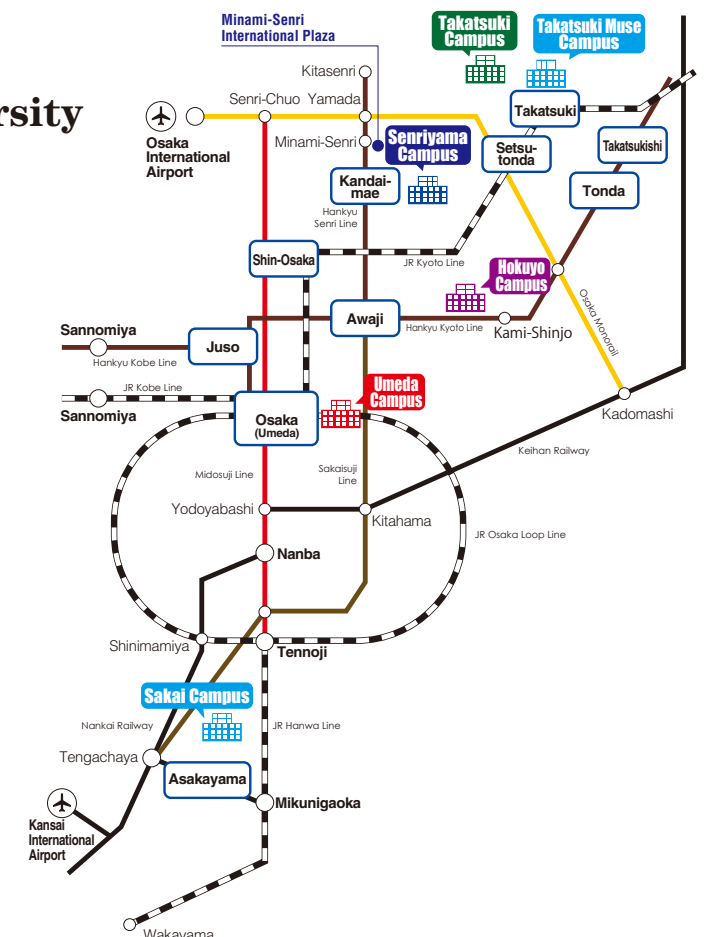 Minami-Senri
International Plaza
Takatsuki
Campus
Takatsuki Muse
Campus
Kitasenri
rsity
Senri-Chuo
Yamada
Takatsuki
Osaka
International
Airport
Minami-Senri
Senriyama
Campus
Setsu-
tonda
Takatsukishi
Kandai-
mae
Tonda
Hankyu
Senri Line
Shin-Osaka
JR Kyoto Line
Hokuyo
Campus
Osaka Monorail
Awaji
Hankyu Kyoto Line
Kami-Shinjo
Sannomiya
Juso
Hankyu Kobe Line
JR Kobe Line
Sannomiya
Umeda
Campus
Osaka
(Umeda)
Kadomashi
Keihan Railway
Midosuji Line
Sakaisuji
Line
Yodoyabashi
Kitahama
JR Osaka Loop Line
Nanba
Shinimamiya
Tennoji
Sakai Campus
Nankai Railway
JR Hanwa Line
Tengachaya
Asakayama
Mikunigaoka
Kansai
International
Airport
Wakayama